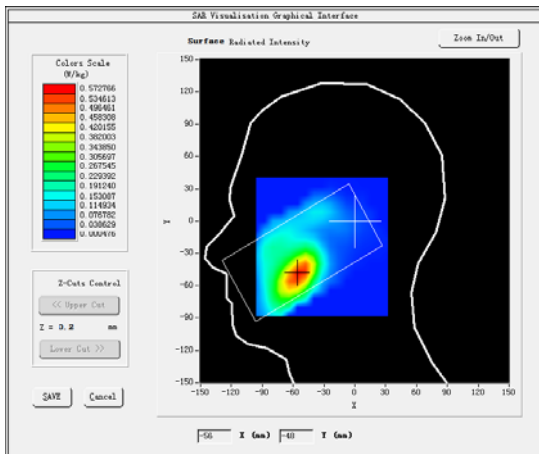 SAR Visualisation Graphical Interface
Surface Radiated Intensity
Zoom In/Out
Colors Scale
(W/kg)
0.572766
0.534613
0.496461
0.458308
0.420155
0.382003
0.343850
0.305697
0.267545
0.229392
0.191240
0.153087
0.114934
0.076782
0.038629
0.000476
Z-Cuts Control
<< Upper Cut
Z = 3.2 mm
Lower Cut >>
SAVE Cancel
150
120
90
60
30
0
-30
-60
-90
-120
-150
Y
-150 -120 -90 -60 -30 0 30 60 90 120 150
X
-56 X (mm) -48 Y (mm)